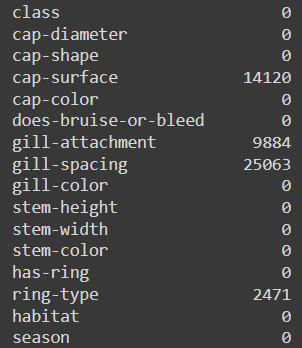 class 0
cap-diameter 0
cap-shape 0
cap-surface 14120
cap-color 0
does-bruise-or-bleed 0
gill-attachment 9884
gill-spacing 25063
gill-color 0
stem-height 0
stem-width 0
stem-color 0
has-ring 0
ring-type 2471
habitat 0
season 0